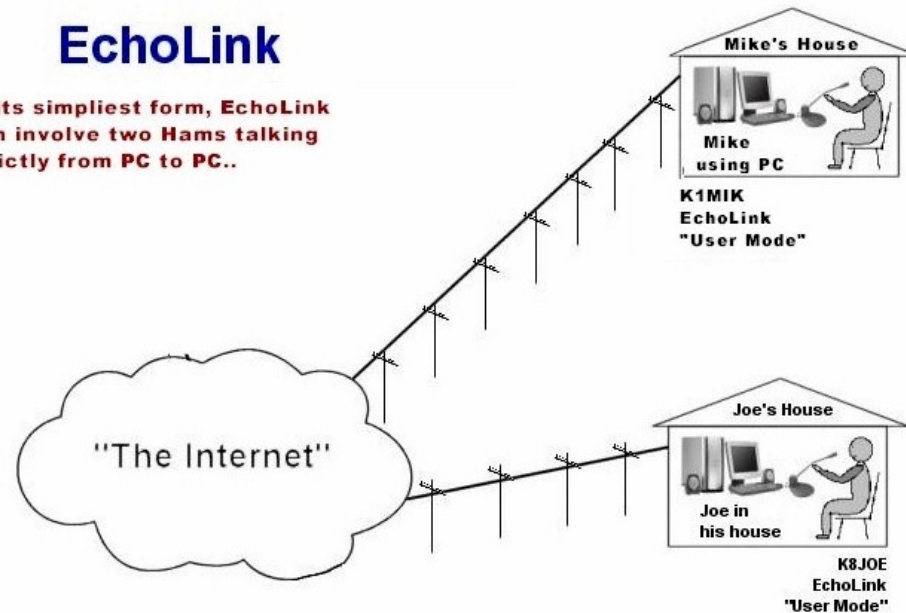 EchoLink
ts simpliest form, EchoLink
n involve two Hams talking
ictly from PC to PC..
Mike's House
Mike
using PC
K1MIK
EchoLink
"User Mode"
"The Internet"
Joe's House
Joe in
his house
K8JOE
EchoLink
"User Mode"